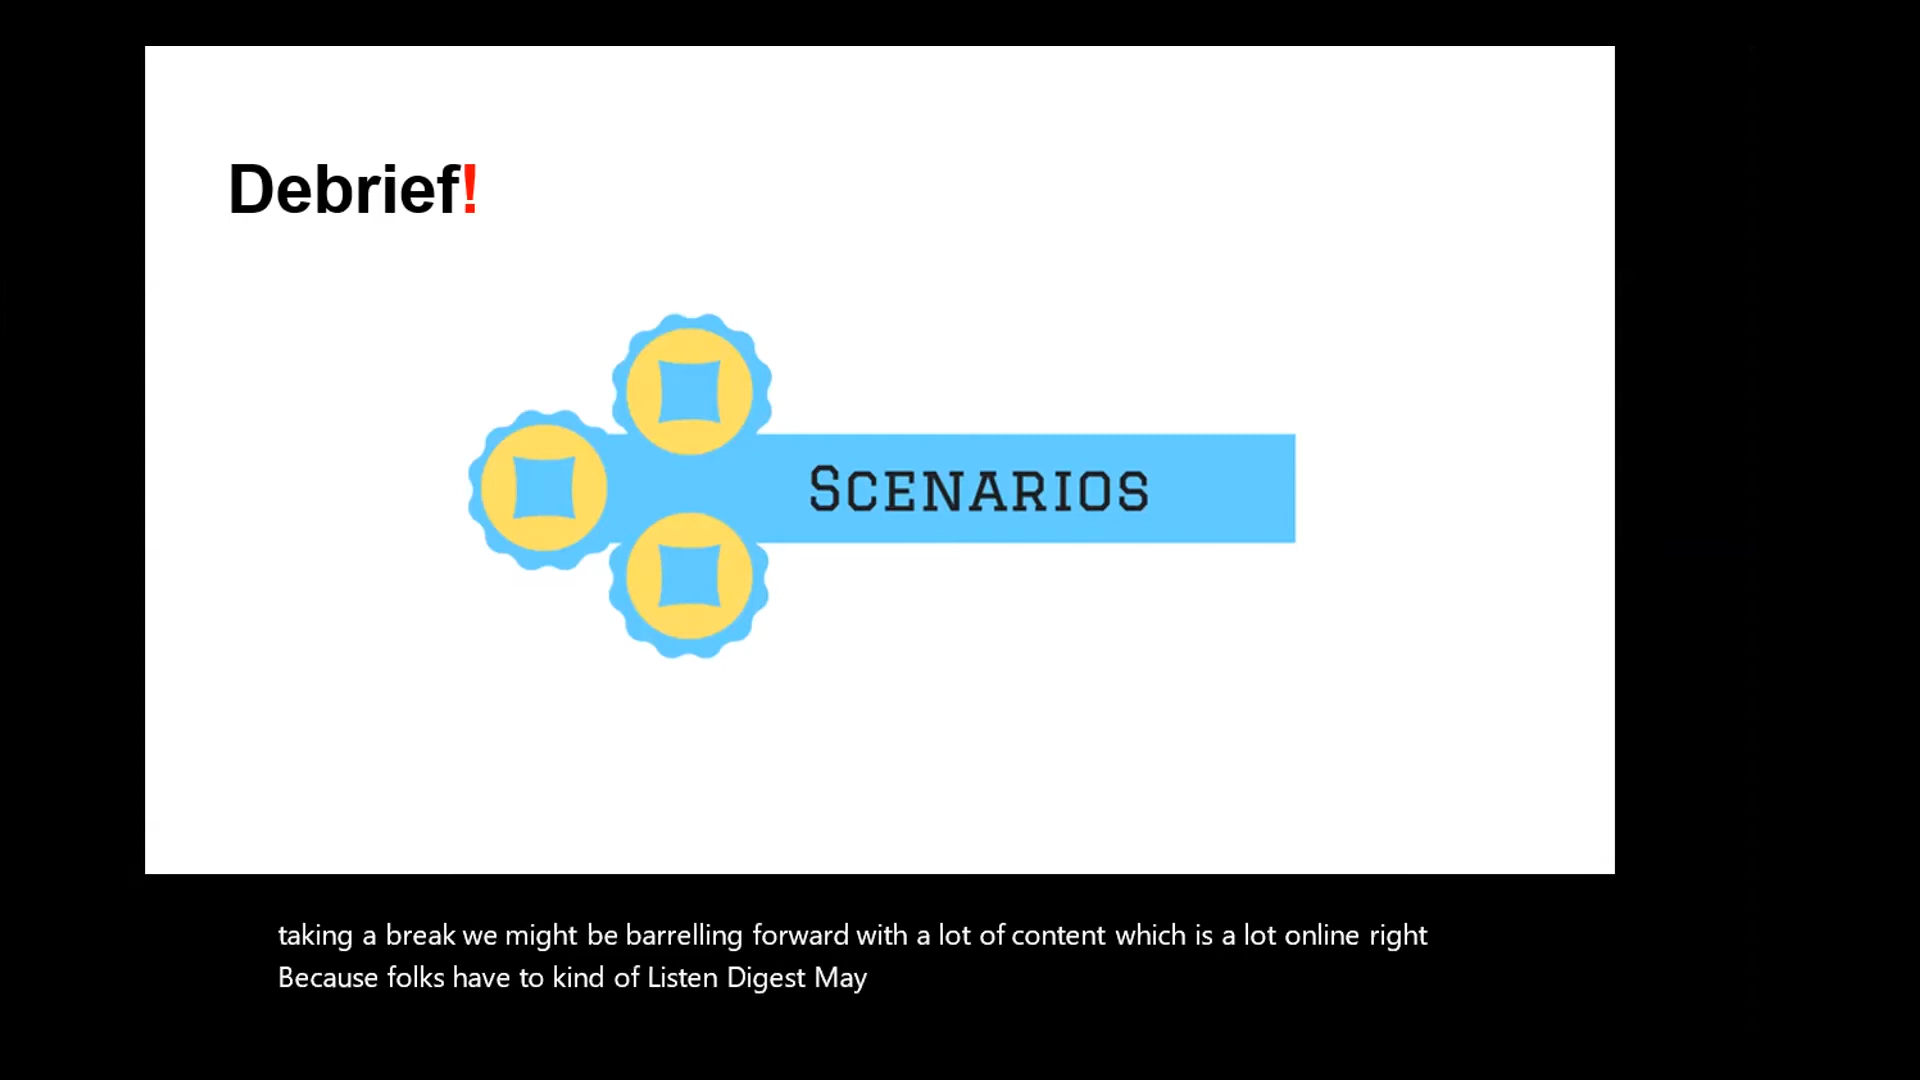 Debrief!
SCENARIOS
taking a break we might be barrelling forward with a lot of content which is a lot online right
Because folks have to kind of Listen Digest May